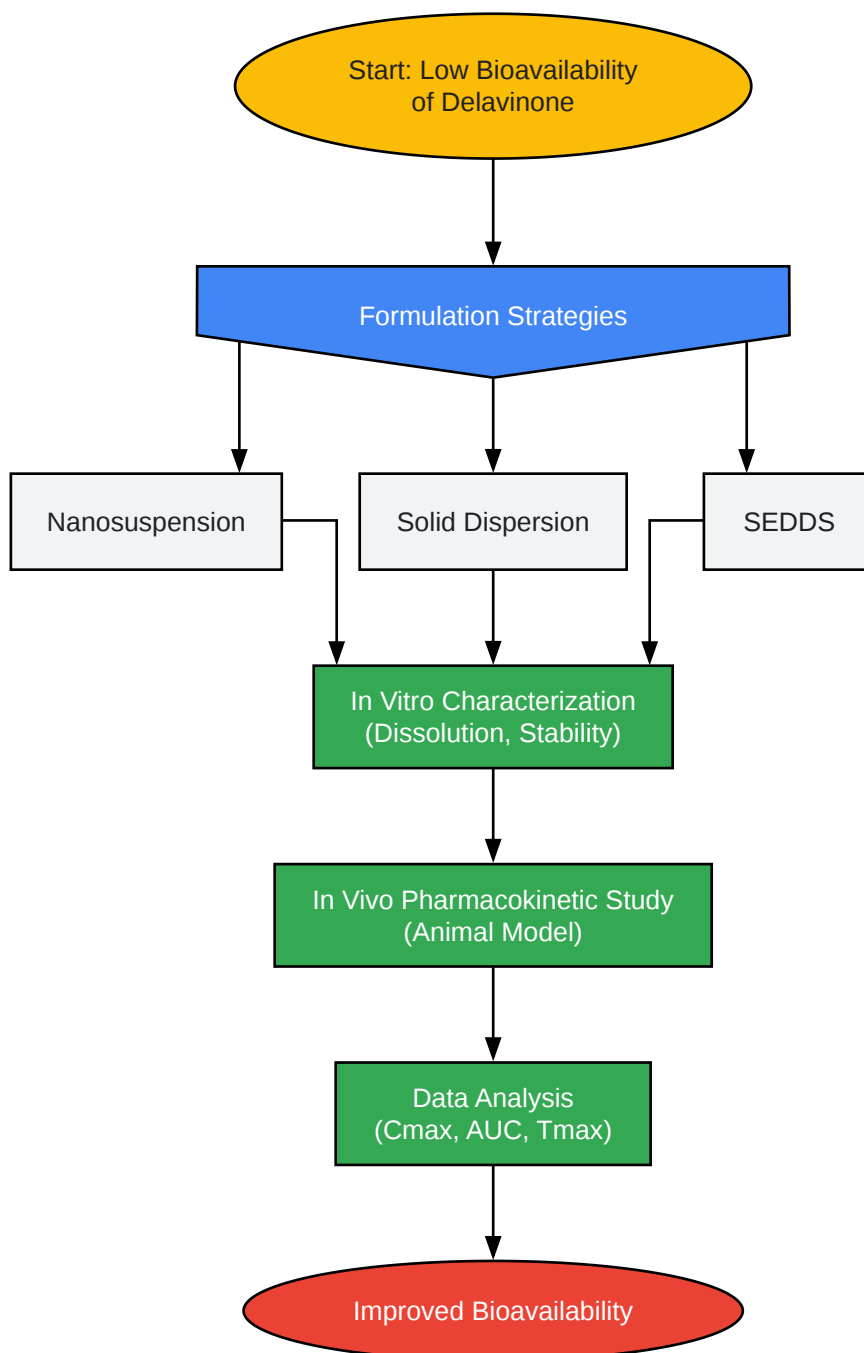 Start: Low Bioavailability
of Delavinone
Formulation Strategies
Nanosuspension
Solid Dispersion
SEDDS
In Vitro Characterization
(Dissolution, Stability)
In Vivo Pharmacokinetic Study
(Animal Model)
Data Analysis
(Cmax, AUC, Tmax)
Improved Bioavailability